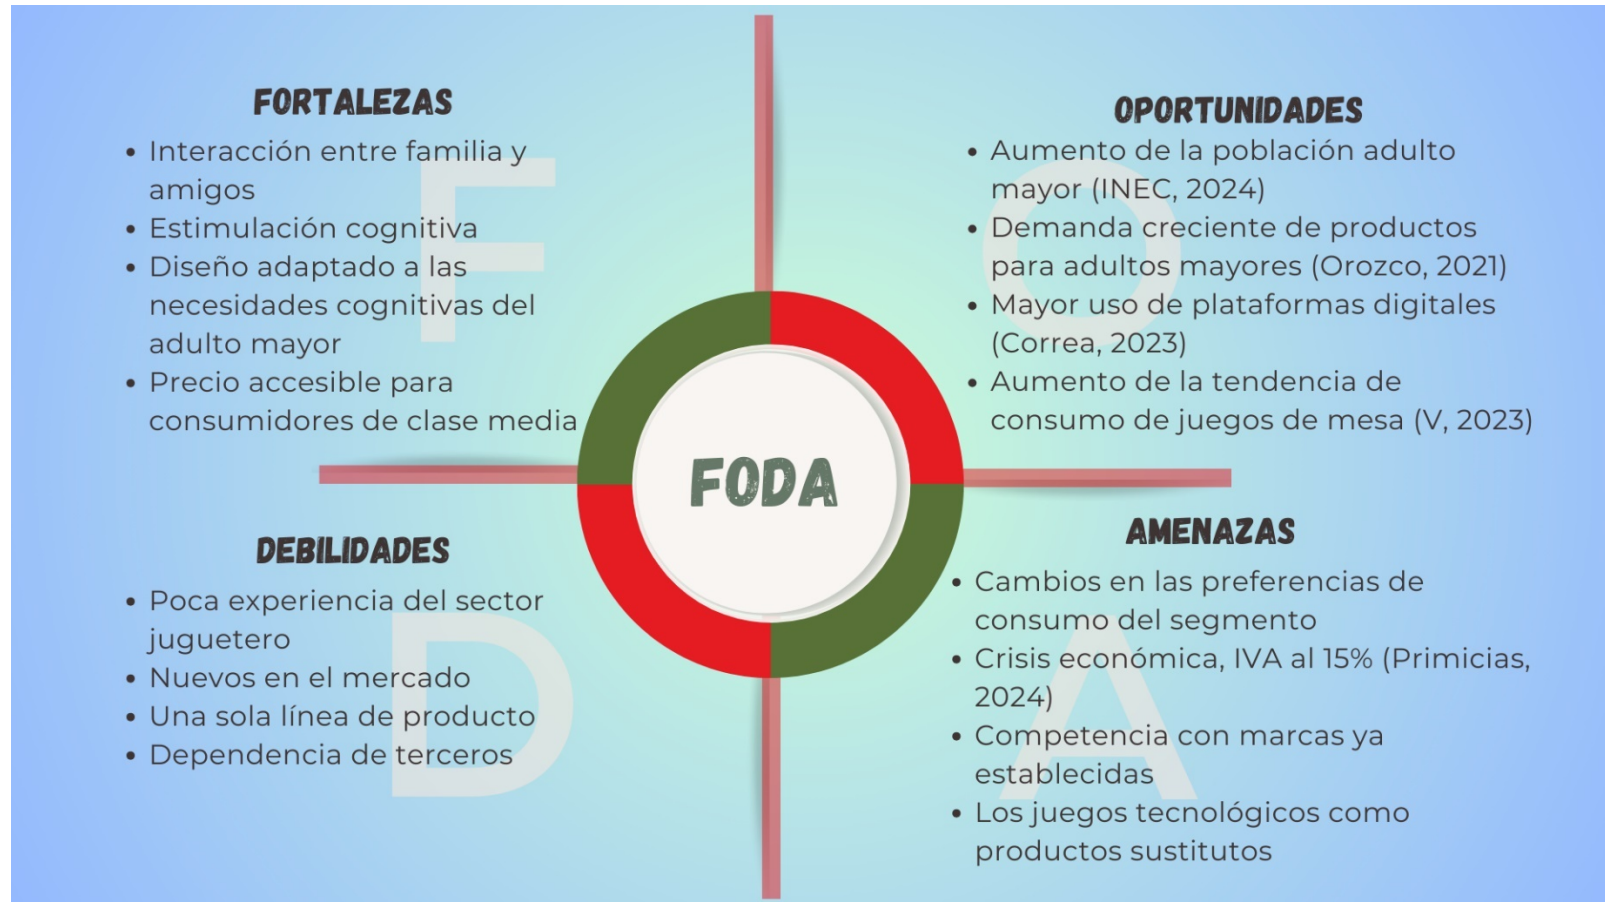 FORTALEZAS
• Interacción entre familia y
amigos
• Estimulación cognitiva
• Diseño adaptado a las
necesidades cognitivas del
adulto mayor
• Precio accesible para
consumidores de clase media
F
OPORTUNIDADES
• Aumento de la población adulto
mayor (INEC, 2024)
• Demanda creciente de productos
para adultos mayores (Orozco, 2021)
• Mayor uso de plataformas digitales
(Correa, 2023)
• Aumento de la tendencia de
consumo de juegos de mesa (V, 2023)
O
FODA
DEBILIDADES
• Poca experiencia del sector
juguetero
• Nuevos en el mercado
• Una sola línea de producto
• Dependencia de terceros
D
AMENAZAS
• Cambios en las preferencias de
consumo del segmento
• Crisis económica, IVA al 15% (Primicias,
2024)
• Competencia con marcas ya
establecidas
• Los juegos tecnológicos como
productos sustitutos
A